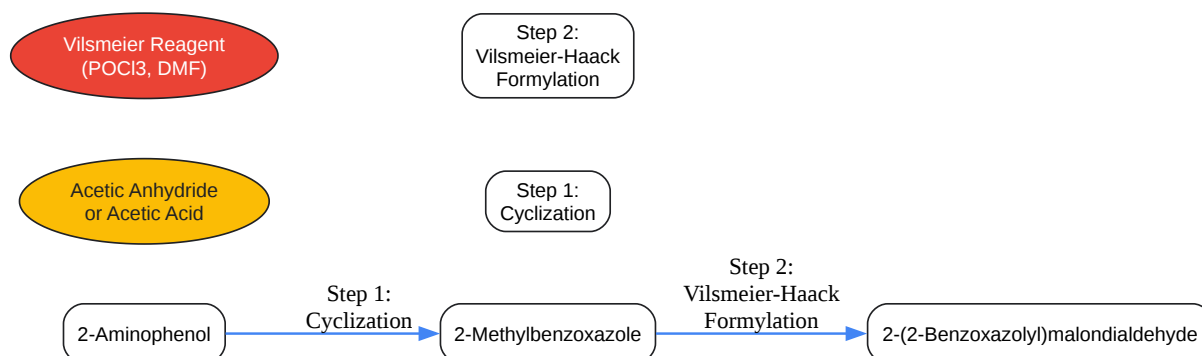 Vilsmeier Reagent
(POCl3, DMF)
Step 2:
Vilsmeier-Haack
Formylation
Acetic Anhydride
or Acetic Acid
Step 1:
Cyclization
2-Aminophenol
Step 1:
Cyclization
2-Methylbenzoxazole
Step 2:
Vilsmeier-Haack
Formylation
2-(2-Benzoxazolyl)malondialdehyde